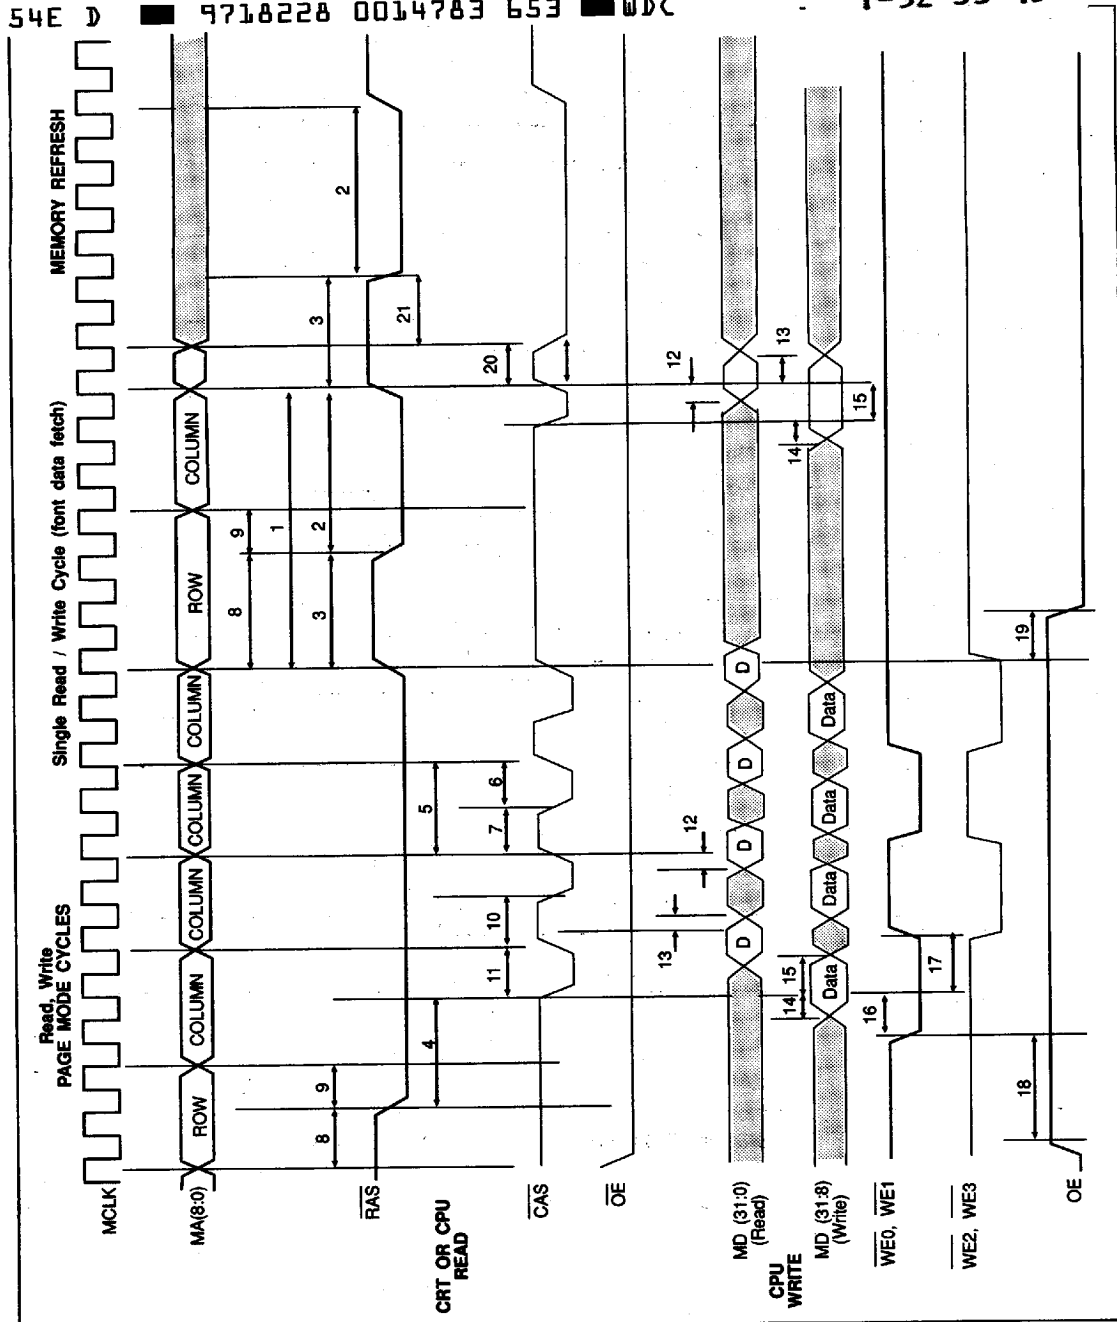 54E D ■ 9718228 0014783 653 ■ WDC
Read, Write
PAGE MODE CYCLES
Single Read / Write Cycle (font data fetch)
MEMORY REFRESH
MCLK
MA(8:0)
ROW
COLUMN
COLUMN
COLUMN
COLUMN
ROW
COLUMN
8
9
8
9
1
RAS
3
2
3
2
CRT OR CPU
READ
4
5
21
CAS
11
10
7
6
20
OE
13
12
12
MD (31:0)
(Read)
D
D
D
D
13
CPU
WRITE
14
15
14
MD (31:8)
(Write)
Data
Data
Data
Data
15
WE0, WE1
16
17
WE2, WE3
18
19
OE